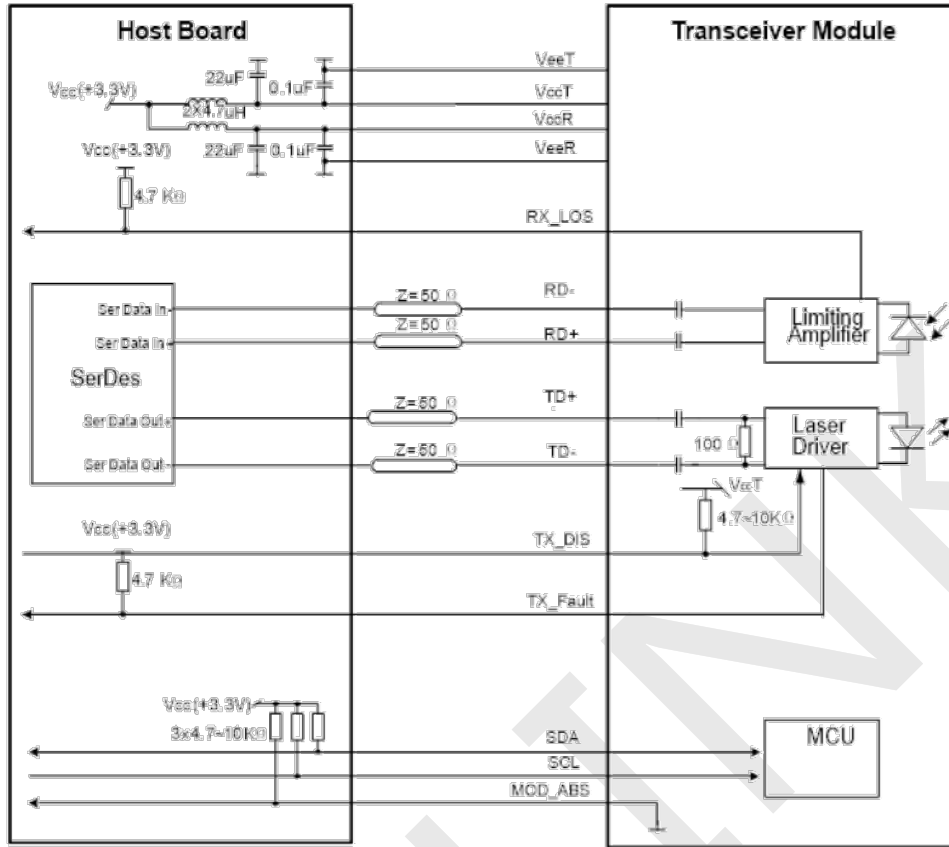 Host Board
Transceiver Module
VeeT
22uF
0.1uF
Vcc(+3.3V)
VccT
2X4.7uH
VccR
Vcc(+3.3V)
22uF
0.1uF
VeeR
4.7 KΩ
RX_LOS
Z=50 Ω
RD-
Ser Data In-
Z=50 Ω
Limiting
Amplifier
Ser Data In+
RD+
SerDes
Z=50 Ω
TD+
Ser Data Out+
100 Ω
Laser
Driver
Z=50 Ω
Ser Data Out-
TD-
VccT
4.7~10KΩ
Vcc(+3.3V)
TX_DIS
4.7 KΩ
TX_Fault
Vcc(+3.3V)
3x4.7~10KΩ
SDA
MCU
SCL
MOD_ABS